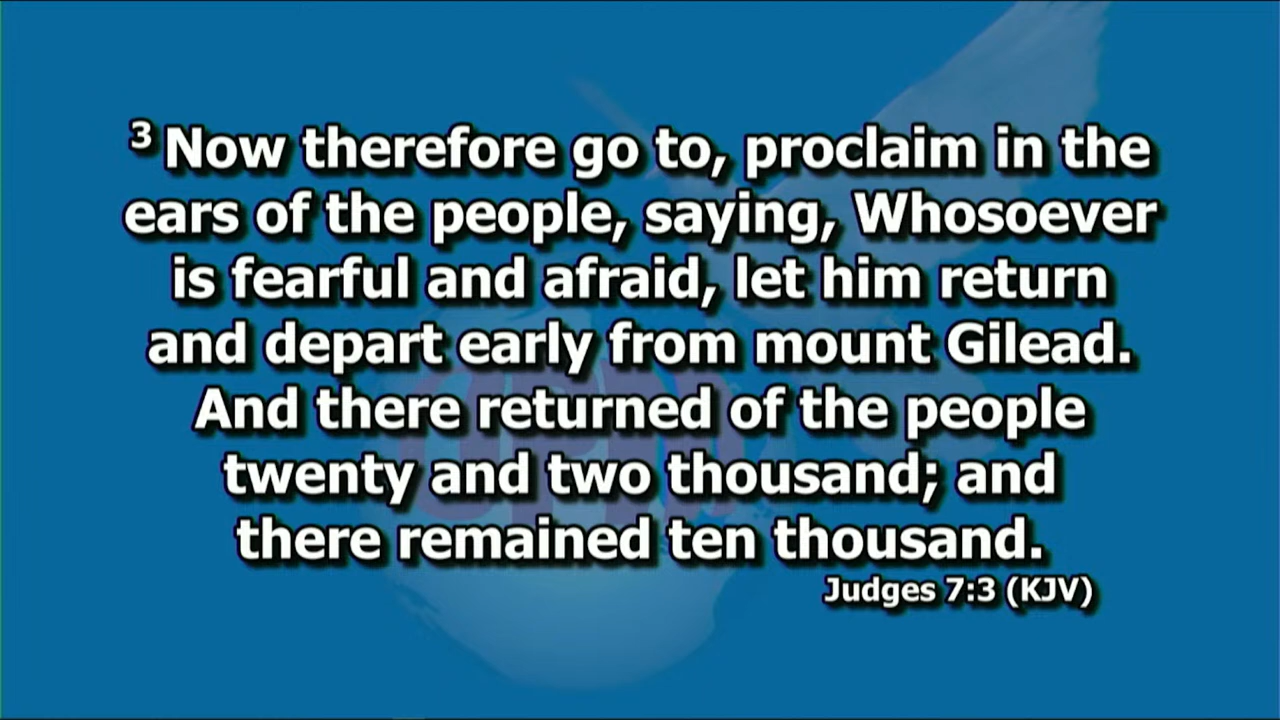 3 Now therefore go to, proclaim in the
ears of the people, saying, Whosoever
is fearful and afraid, let him return
and depart early from mount Gilead.
And there returned of the people
twenty and two thousand; and
there remained ten thousand.
Judges 7:3 (KJV)